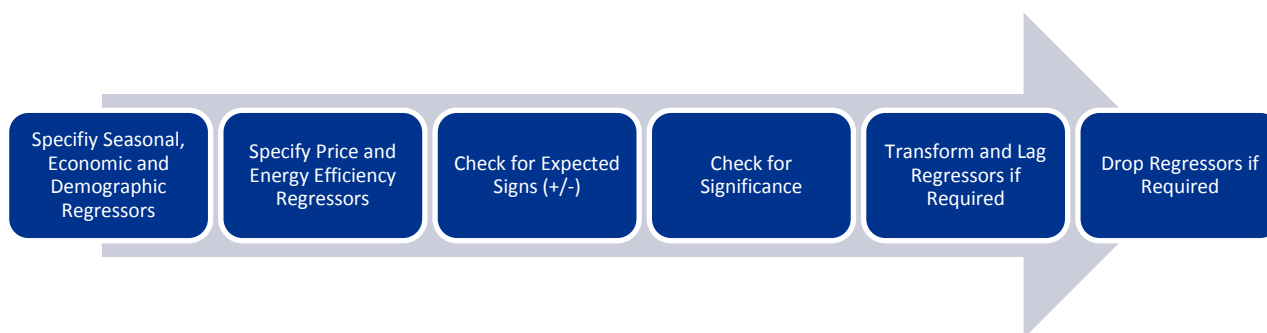 Specifiy Seasonal,
Economic and
Demographic
Regressors
Specify Price and
Energy Efficiency
Regressors
Check for Expected
Signs (+/-)
Check for
Significance
Transform and Lag
Regressors if
Required
Drop Regressors if
Required